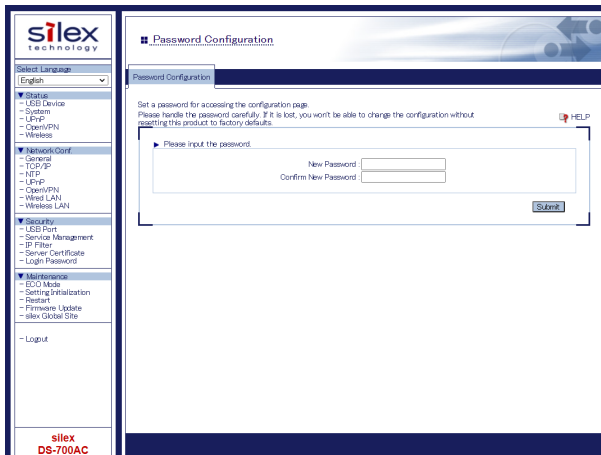 silex
technology
Select Language
English
▼ Status
- USB Device
- System
- UPnP
- OpenVPN
- Wireless
▼ Network Conf.
- General
- TCP/IP
- NTP
- UPnP
- OpenVPN
- Wired LAN
- Wireless LAN
▼ Security
- USB Port
- Service Management
- IP Filter
- Server Certificate
- Login Password
▼ Maintenance
- ECO Mode
- Setting Initialization
- Restart
- Firmware Update
- silex Global Site
- Logout
silex
DS-700AC
Password Configuration
Password Configuration
Set a password for accessing the configuration page.
Please handle the password carefully. If it is lost, you won't be able to change the configuration without
resetting this product to factory defaults.
HELP
Please input the password.
New Password :
Confirm New Password :
Submit